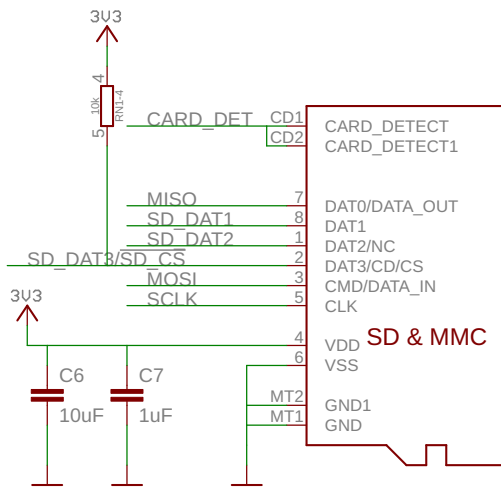 3V3
4
10k
RN1-4
5
CARD_DET
CD1
CARD_DETECT
CD2
CARD_DETECT1
MISO
7
DAT0/DATA_OUT
SD_DAT1
8
DAT1
SD_DAT2
1
DAT2/NC
SD_DAT3/SD_CS
2
DAT3/CD/CS
MOSI
3
CMD/DATA_IN
SCLK
5
CLK
3V3
4
VDD
SD & MMC
6
VSS
C6
C7
10uF
1uF
MT2
GND1
MT1
GND